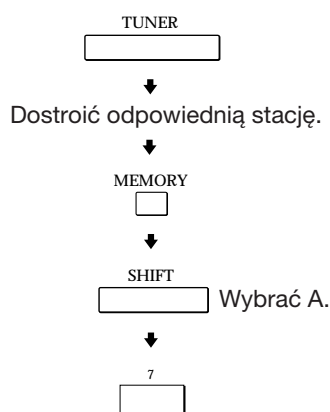 TUNER
Dostroić odpowiednią stację.
MEMORY
SHIFT
Wybrać A.
7